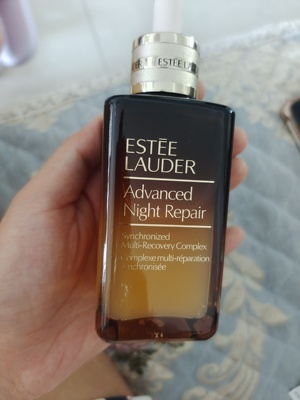 ESTĒE LAUDER
ESTĒE
LAUDER
Advanced
Night Repair
Synchronized
Multi-Recovery Complex
Complexe multi-réparation
synchronisée